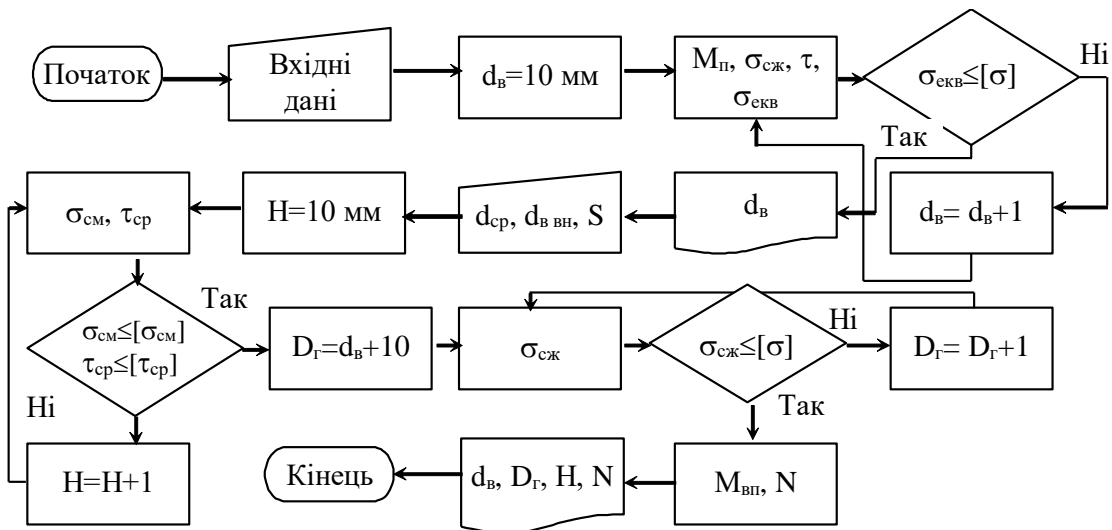 Початок
Вхідні
дані
dв=10 мм
Mп, σсж, τ,
σекв
σекв≤[σ]
Ні
Так
σсм, τср
H=10 мм
dср, dв вн, S
dв
dв= dв+1
σсм≤[σсм]
τср≤[τср]
Так
Dг=dв+10
σсж
σсж≤[σ]
Ні
Dг= Dг+1
Ні
Так
H=H+1
Кінець
dв, Dг, H, N
Mвп, N